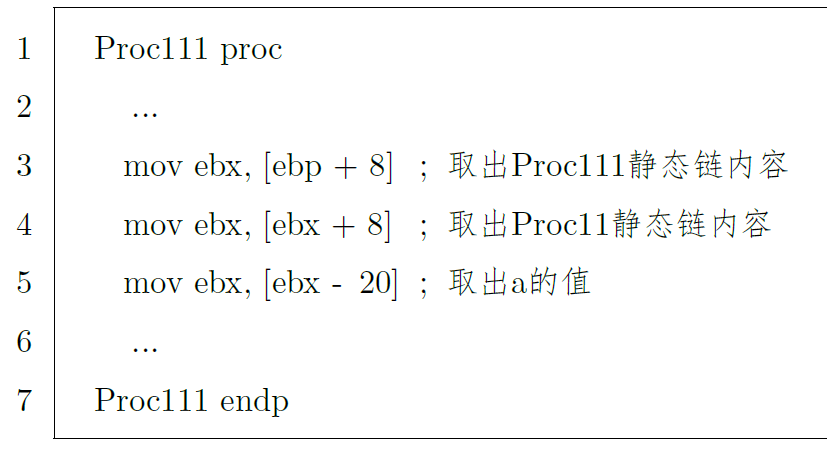 1 Proc111 proc
2 ...
3 mov ebx, [ebp + 8] ; 取出Proc111静态链内容
4 mov ebx, [ebx + 8] ; 取出Proc11静态链内容
5 mov ebx, [ebx - 20] ; 取出a的值
6 ...
7 Proc111 endp